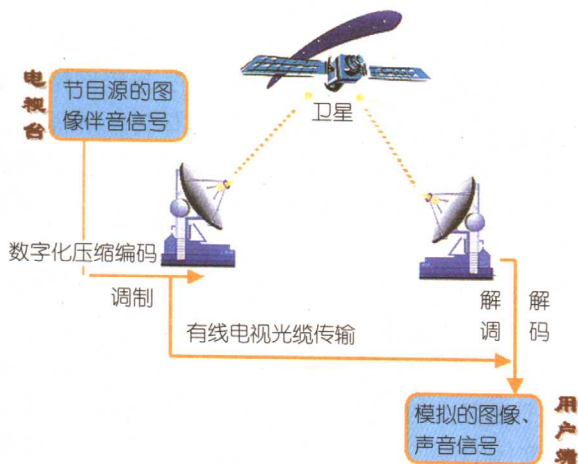 电视台
节目源的图
像伴音信号
卫星
数字化压缩编码
调制
有线电视光缆传输
解调
解码
模拟的图像、
声音信号
用户端